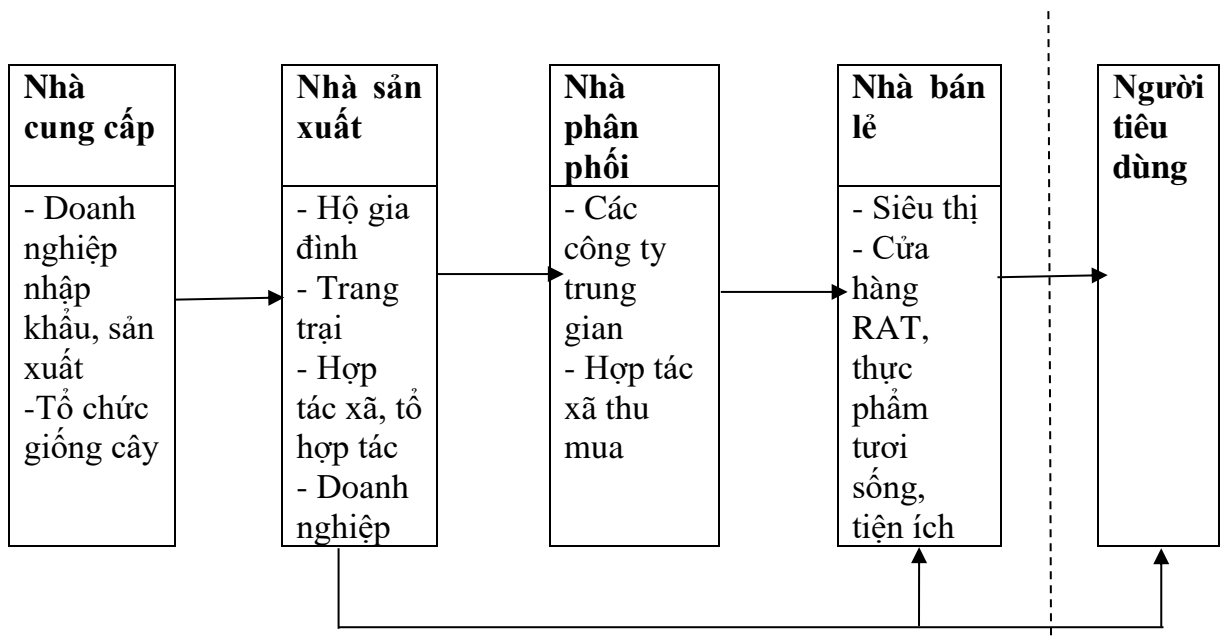 Nhà
cung cấp
- Doanh
nghiệp
nhập
khẩu, sản
xuất
-Tổ chức
giống cây
Nhà sản
xuất
- Hộ gia
đình
- Trang
trại
- Hợp
tác xã, tổ
hợp tác
- Doanh
nghiệp
Nhà
phân
phối
- Các
công ty
trung
gian
- Hợp tác
xã thu
mua
Nhà bán
lẻ
- Siêu thị
- Cửa
hàng
RAT,
thực
phẩm
tươi
sống,
tiện ích
Người
tiêu
dùng